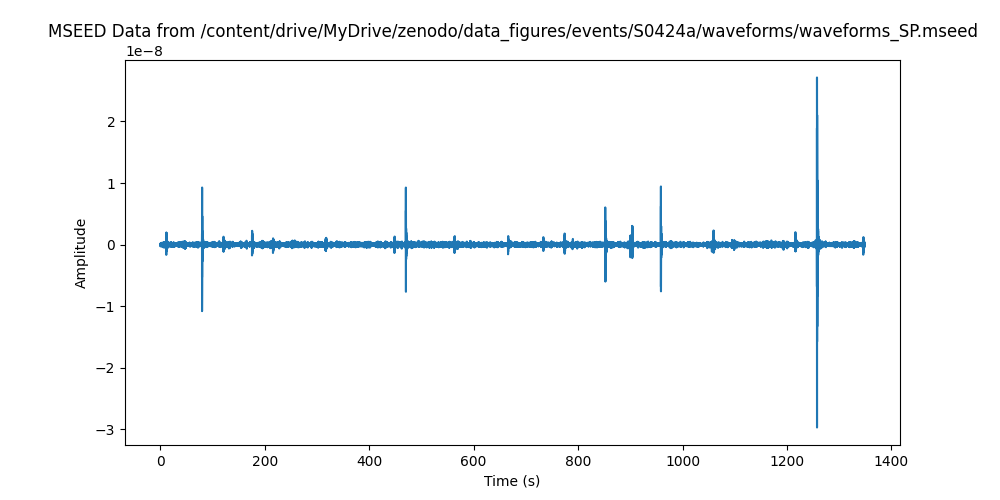 MSEED Data from /content/drive/MyDrive/zenodo/data_figures/events/S0424a/waveforms/waveforms_SP.mseed
1e−8
2
1
0
−1
−2
−3
Amplitude
0 200 400 600 800 1000 1200 1400
Time (s)